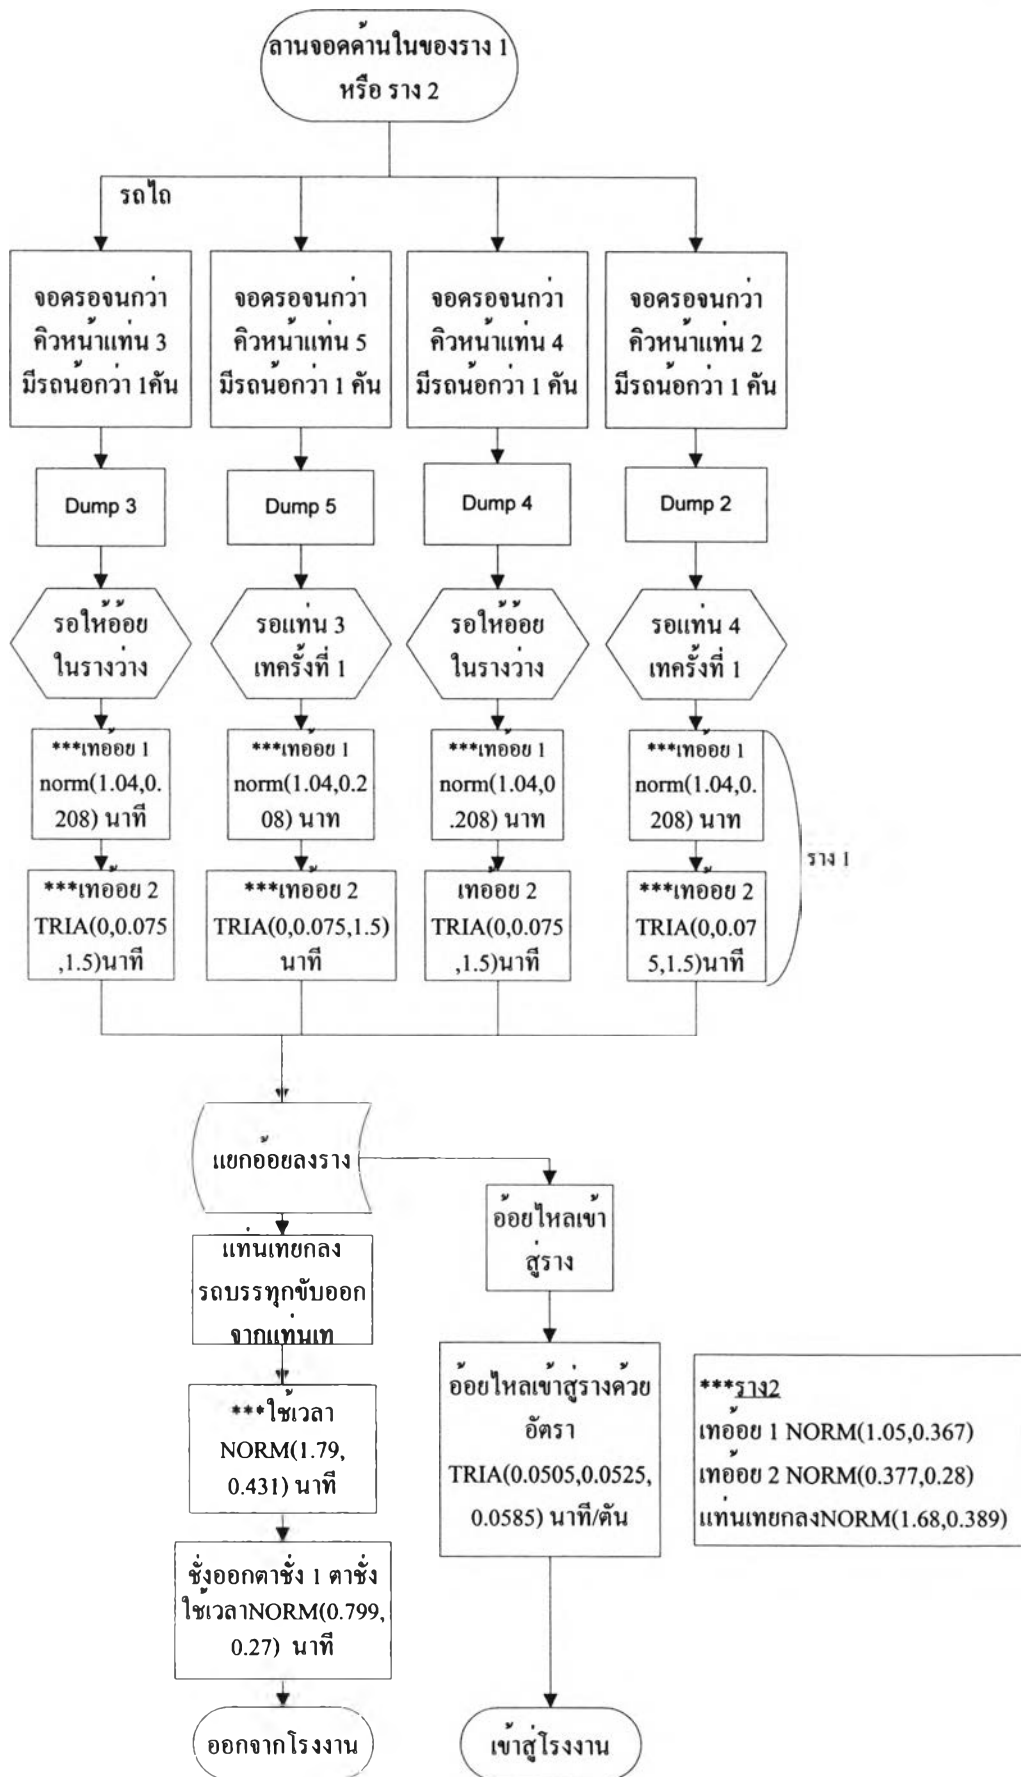 ลานจอดด้านในของราง 1
หรือ ราง 2
รถไถ
จอดรอจนกว่า
คิวหน้าแท่น 3
มีรถน้อกว่า 1คัน
จอดรอจนกว่า
คิวหน้าแท่น 5
มีรถน้อกว่า 1 คัน
จอดรอจนกว่า
คิวหน้าแท่น 4
มีรถน้อกว่า 1 คัน
จอดรอจนกว่า
คิวหน้าแท่น 2
มีรถน้อกว่า 1 คัน
Dump 3
Dump 5
Dump 4
Dump 2
รอให้อ้อย
ในรางว่าง
รอแท่น 3
เทครั้งที่ 1
รอให้อ้อย
ในรางว่าง
รอแท่น 4
เทครั้งที่ 1
***เทอ้อย 1
norm(1.04,0.
208) นาที
***เทอ้อย 1
norm(1.04,0.2
08) นาท
***เทอ้อย 1
norm(1.04,0
.208) นาท
***เทอ้อย 1
norm(1.04,0.
208) นาท
ราง 1
***เทอ้อย 2
TRIA(0,0.075
,1.5)นาที
***เทอ้อย 2
TRIA(0,0.075,1.5)
นาที
เทอ้อย 2
TRIA(0,0.075
,1.5)นาที
***เทอ้อย 2
TRIA(0,0.07
5,1.5)นาที
แยกอ้อยลงราง
อ้อยไหลเข้า
สู่ราง
แท่นเทยกลง
รถบรรทุกขับออก
จากแท่นเท
อ้อยไหลเข้าสู่รางด้วย
อัตรา
TRIA(0.0505,0.0525,
0.0585) นาที/ตัน
***ราง2
เทอ้อย 1 NORM(1.05,0.367)
เทอ้อย 2 NORM(0.377,0.28)
แท่นเทยกลงNORM(1.68,0.389)
***ใช้เวลา
NORM(1.79,
0.431) นาที
ชั่งออกตาชั่ง 1 ตาชั่ง
ใช้เวลาNORM(0.799,
0.27) นาที
ออกจากโรงงาน
เข้าสู่โรงงาน